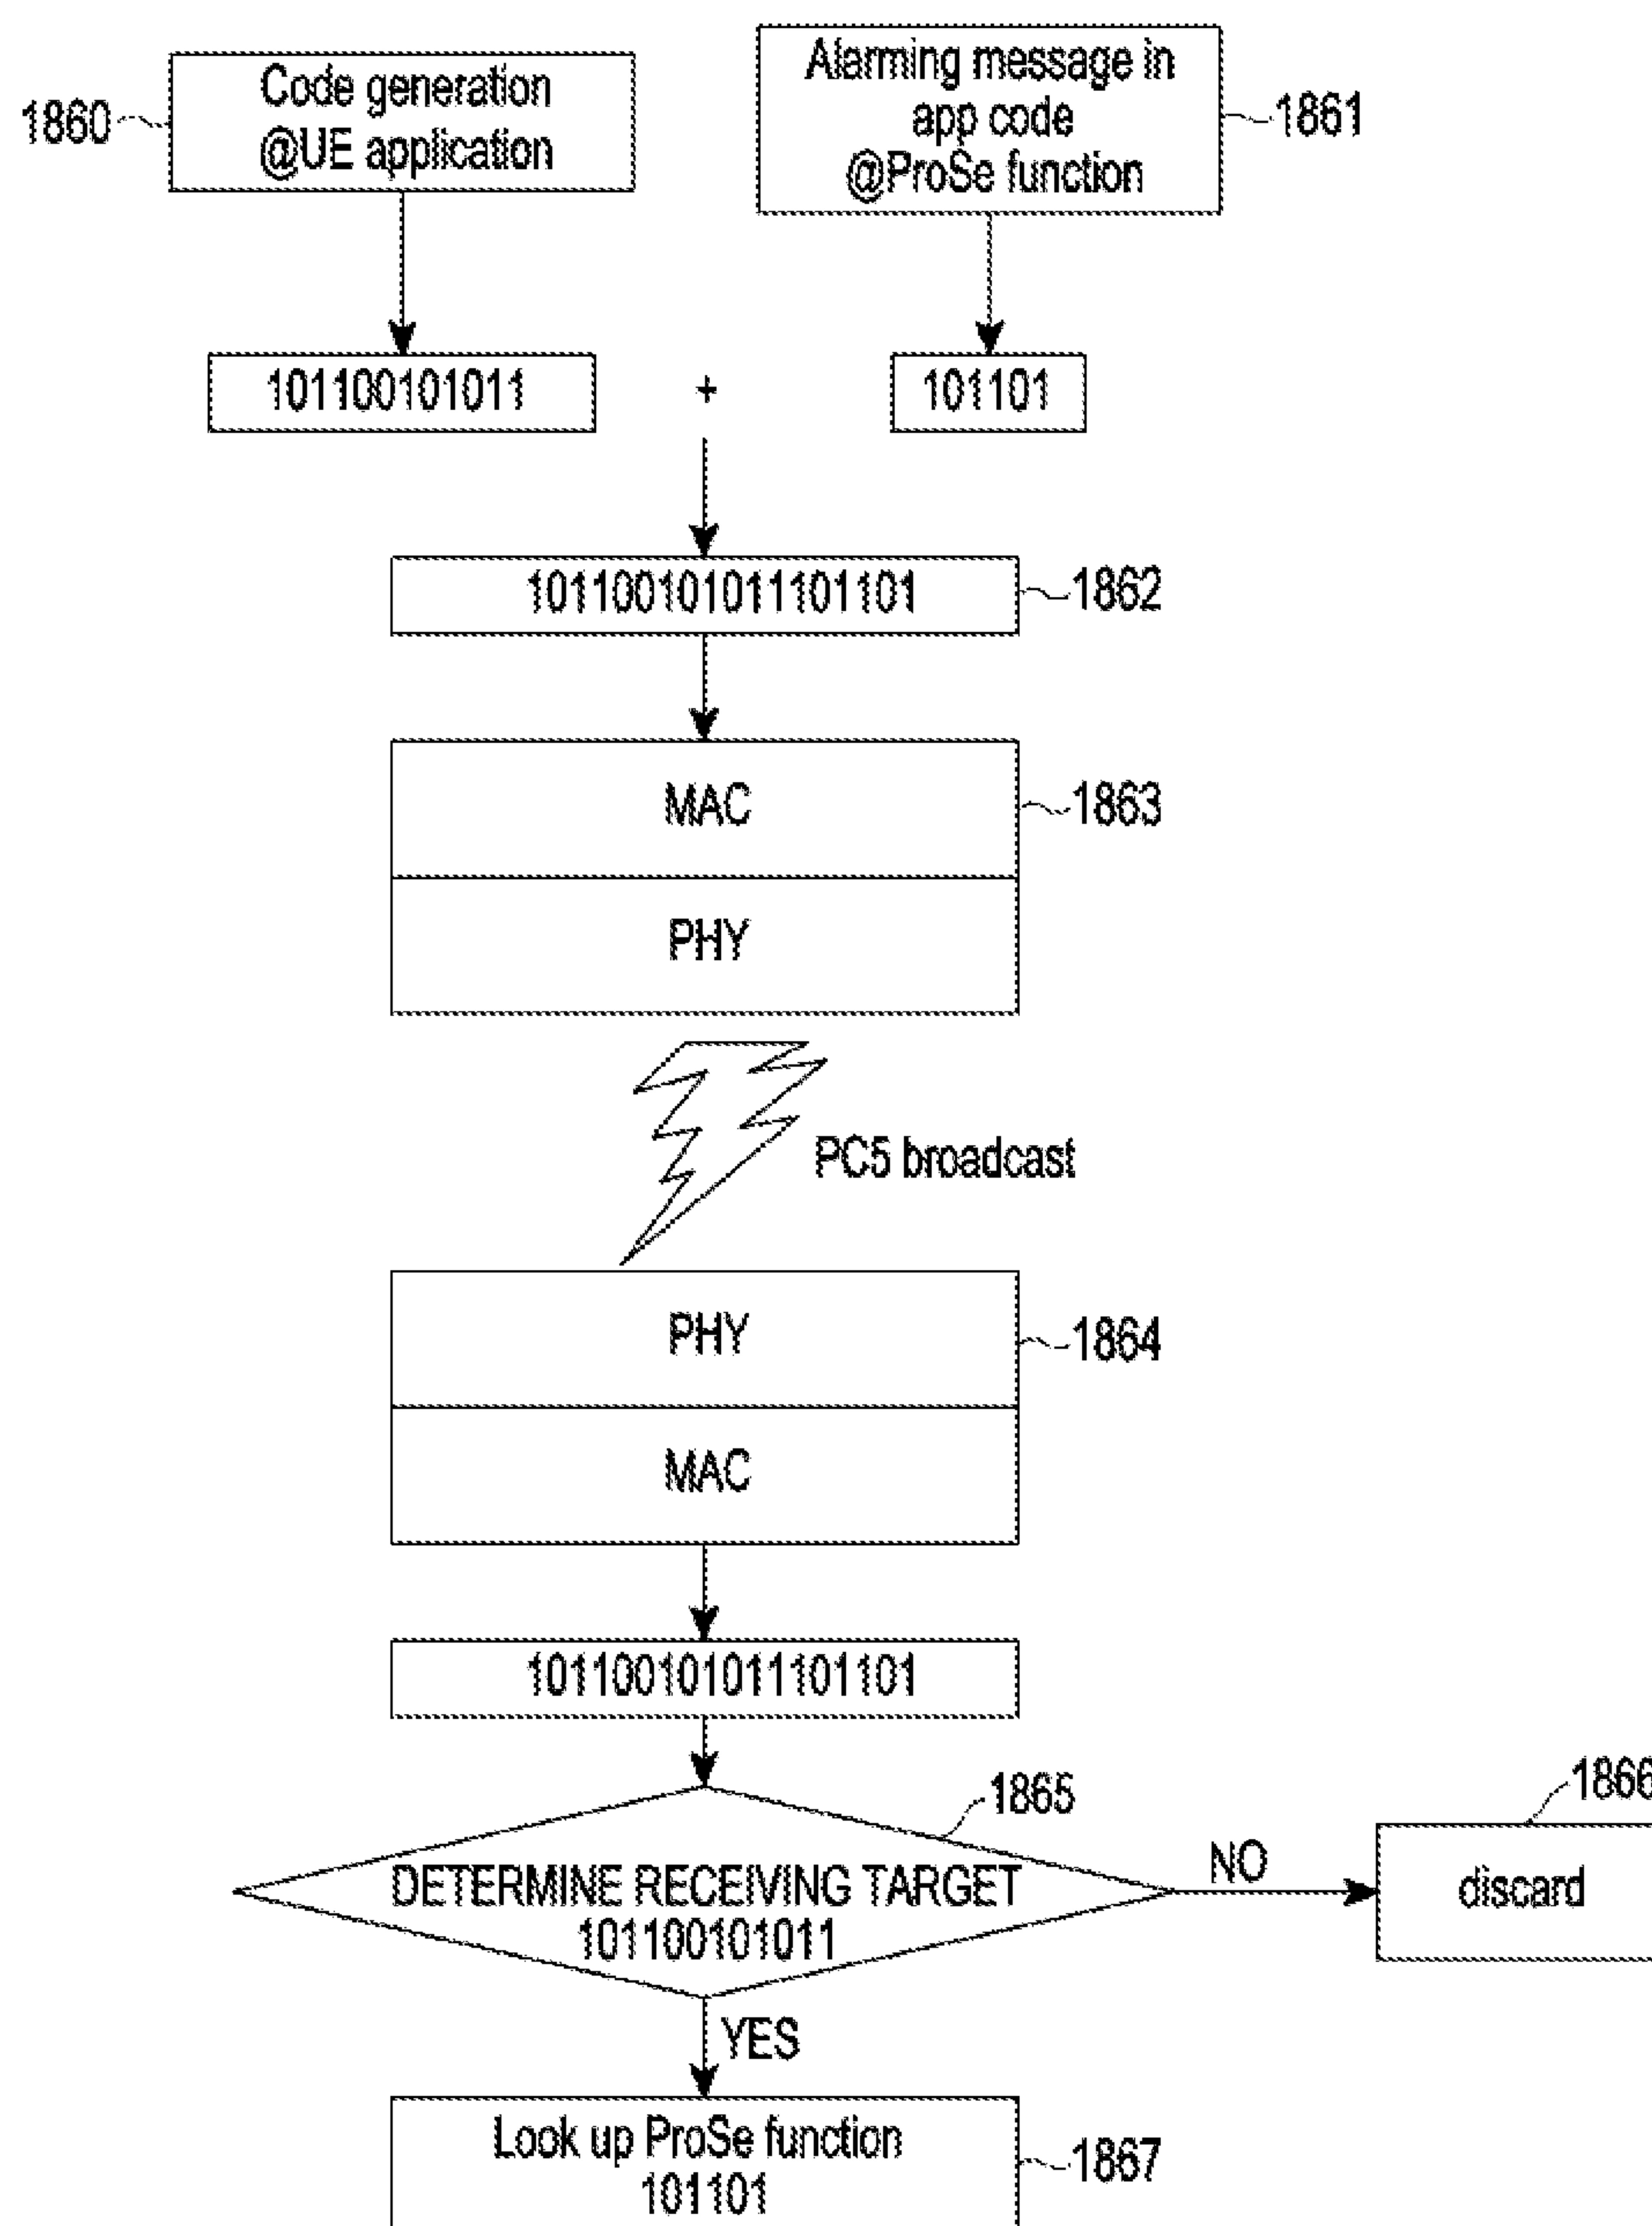 Code generation
@UE application
1860
Alarming message in
app code
@ProSe function
1861
101100101011
+
101101
101100101011101101
1862
MAC
1863
PHY
PC5 broadcast
PHY
1864
MAC
101100101011101101
1865
DETERMINE RECEIVING TARGET
101100101011
NO
1866
discard
YES
Look up ProSe function
101101
1867